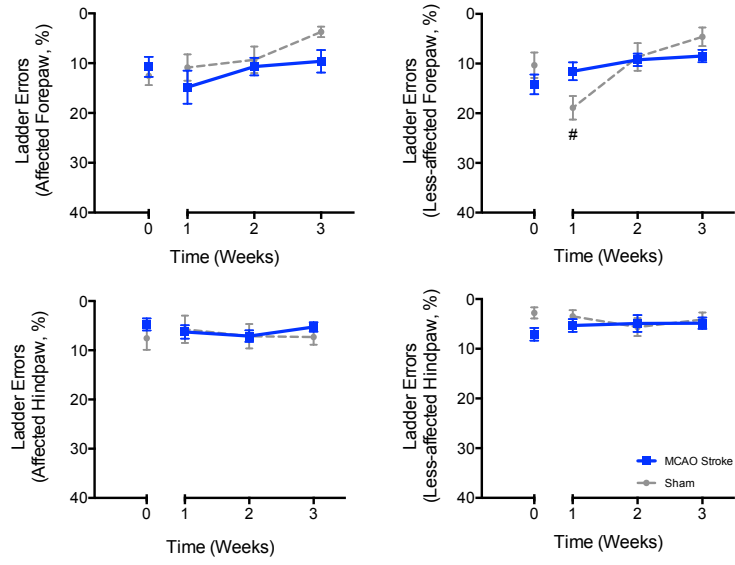 Ladder Errors
(Affected Forepaw, %)
0
10
20
30
40
0
1
2
3
Time (Weeks)
Ladder Errors
(Less-affected Forepaw, %)
0
10
20
30
40
#
0
1
2
3
Time (Weeks)
Ladder Errors
(Affected Hindpaw, %)
0
10
20
30
40
0
1
2
3
Time (Weeks)
Ladder Errors
(Less-affected Hindpaw, %)
0
10
20
30
40
MCAO Stroke
Sham
0
1
2
3
Time (Weeks)